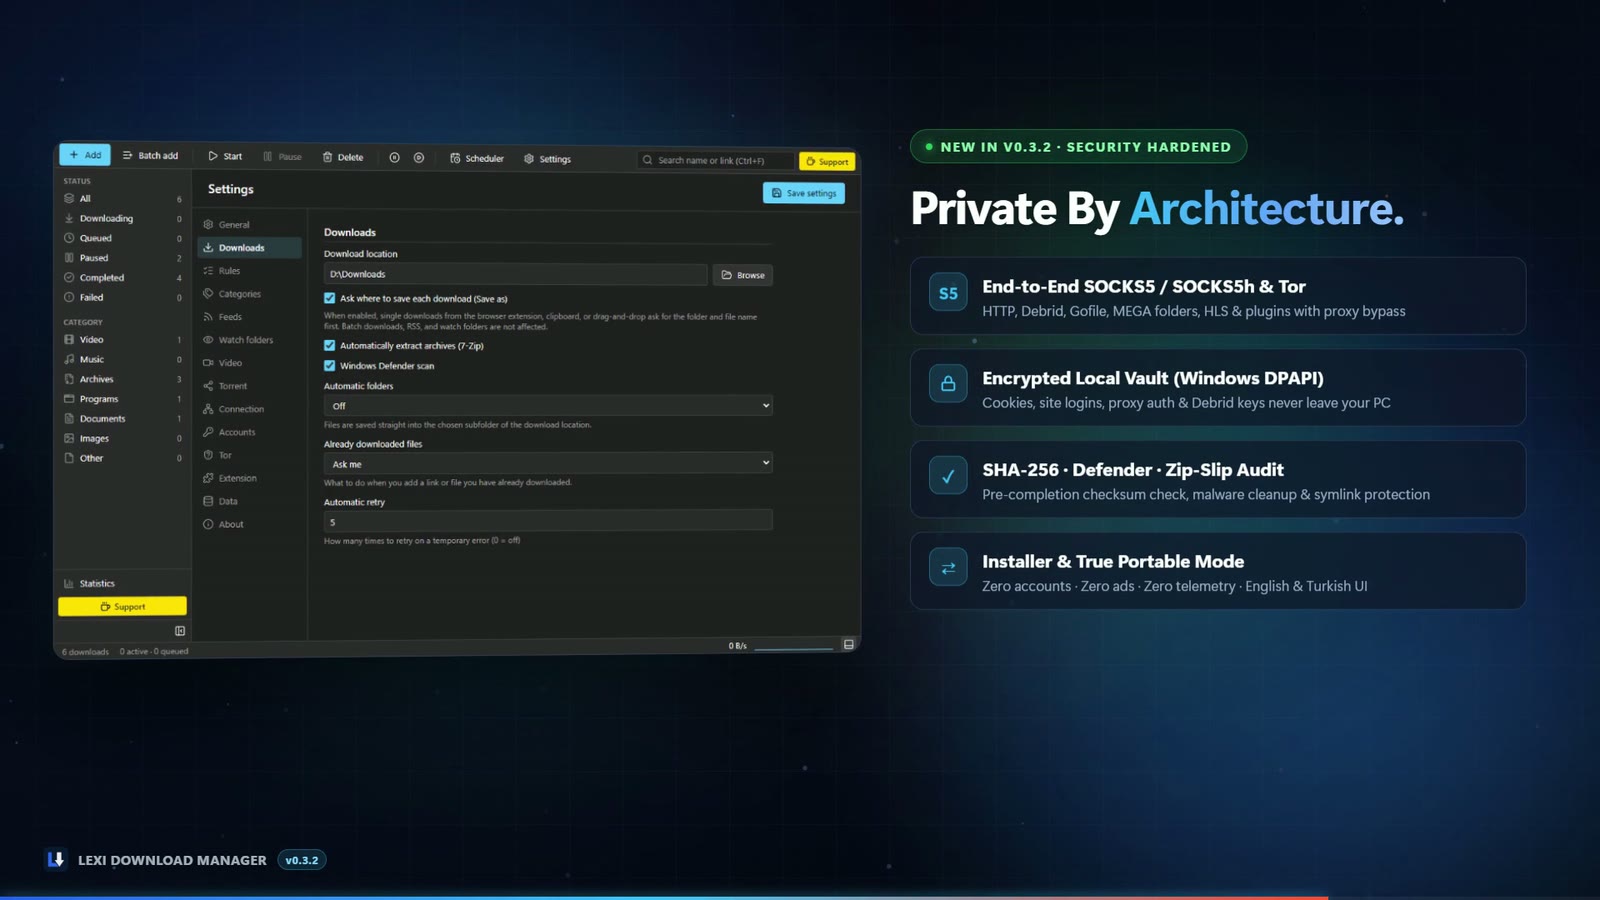 Add
Batch add
Start
Pause
Delete
Scheduler
Settings
Search name or link (Ctrl+F)
Support
STATUS
All 6
Downloading 0
Queued 0
Paused 2
Completed 4
Failed 0
CATEGORY
Video 1
Music 0
Archives 3
Programs 1
Documents 1
Images 0
Other 0
Statistics
Support
6 downloads 0 active · 0 queued
0 B/s
Settings
Save settings
General
Downloads
Rules
Categories
Feeds
Watch folders
Video
Torrent
Connection
Accounts
Tor
Extension
Data
About
Downloads
Download location
D:\Downloads
Browse
Ask where to save each download (Save as)
When enabled, single downloads from the browser extension, clipboard, or drag-and-drop ask for the folder and file name
first. Batch downloads, RSS, and watch folders are not affected.
Automatically extract archives (7-Zip)
Windows Defender scan
Automatic folders
Off
Files are saved straight into the chosen subfolder of the download location.
Already downloaded files
Ask me
What to do when you add a link or file you have already downloaded.
Automatic retry
5
How many times to retry on a temporary error (0 = off)
NEW IN V0.3.2 · SECURITY HARDENED
Private By Architecture.
S5
End-to-End SOCKS5 / SOCKS5h & Tor
HTTP, Debrid, Gofile, MEGA folders, HLS & plugins with proxy bypass
Encrypted Local Vault (Windows DPAPI)
Cookies, site logins, proxy auth & Debrid keys never leave your PC
SHA-256 · Defender · Zip-Slip Audit
Pre-completion checksum check, malware cleanup & symlink protection
Installer & True Portable Mode
Zero accounts · Zero ads · Zero telemetry · English & Turkish UI
LEXI DOWNLOAD MANAGER
v0.3.2